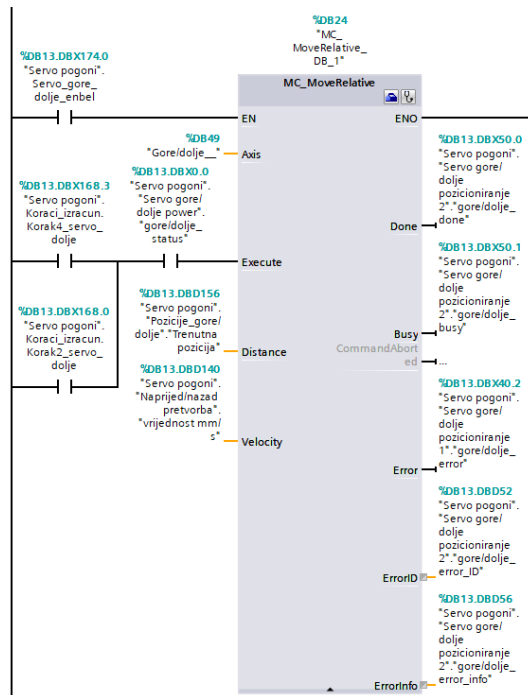 %DB24
"MC_
MoveRelative_
DB_1"
%DB13.DBX174.0
"Servo pogoni".
Servo_gore_
dolje_enbel
MC_MoveRelative
EN
ENO
%DB49
"Gore/dolje__"
Axis
%DB13.DBX50.0
"Servo pogoni".
"Servo gore/
dolje
pozicioniranje
2"."gore/dolje_
done"
Done
%DB13.DBX168.3
"Servo pogoni".
Koraci_izracun.
Korak4_servo_
dolje
%DB13.DBX0.0
"Servo pogoni".
"Servo gore/
dolje power".
"gore/dolje_
status"
Execute
%DB13.DBX50.1
"Servo pogoni".
"Servo gore/
dolje
pozicioniranje
2"."gore/dolje_
busy"
Busy
%DB13.DBX168.0
"Servo pogoni".
Koraci_izracun.
Korak2_servo_
dolje
%DB13.DBD156
"Servo pogoni".
"Pozicije_gore/
dolje"."Trenutna
pozicija"
Distance
CommandAbort
ed
...
%DB13.DBD140
"Servo pogoni".
"Naprijed/nazad
pretvorba".
"vrijednost mm/
s"
Velocity
%DB13.DBX40.2
"Servo pogoni".
"Servo gore/
dolje
pozicioniranje
1"."gore/dolje_
error"
Error
%DB13.DBD52
"Servo pogoni".
"Servo gore/
dolje
pozicioniranje
2"."gore/dolje_
error_ID"
ErrorID
%DB13.DBD56
"Servo pogoni".
"Servo gore/
dolje
pozicioniranje
2"."gore/dolje_
error_info"
ErrorInfo